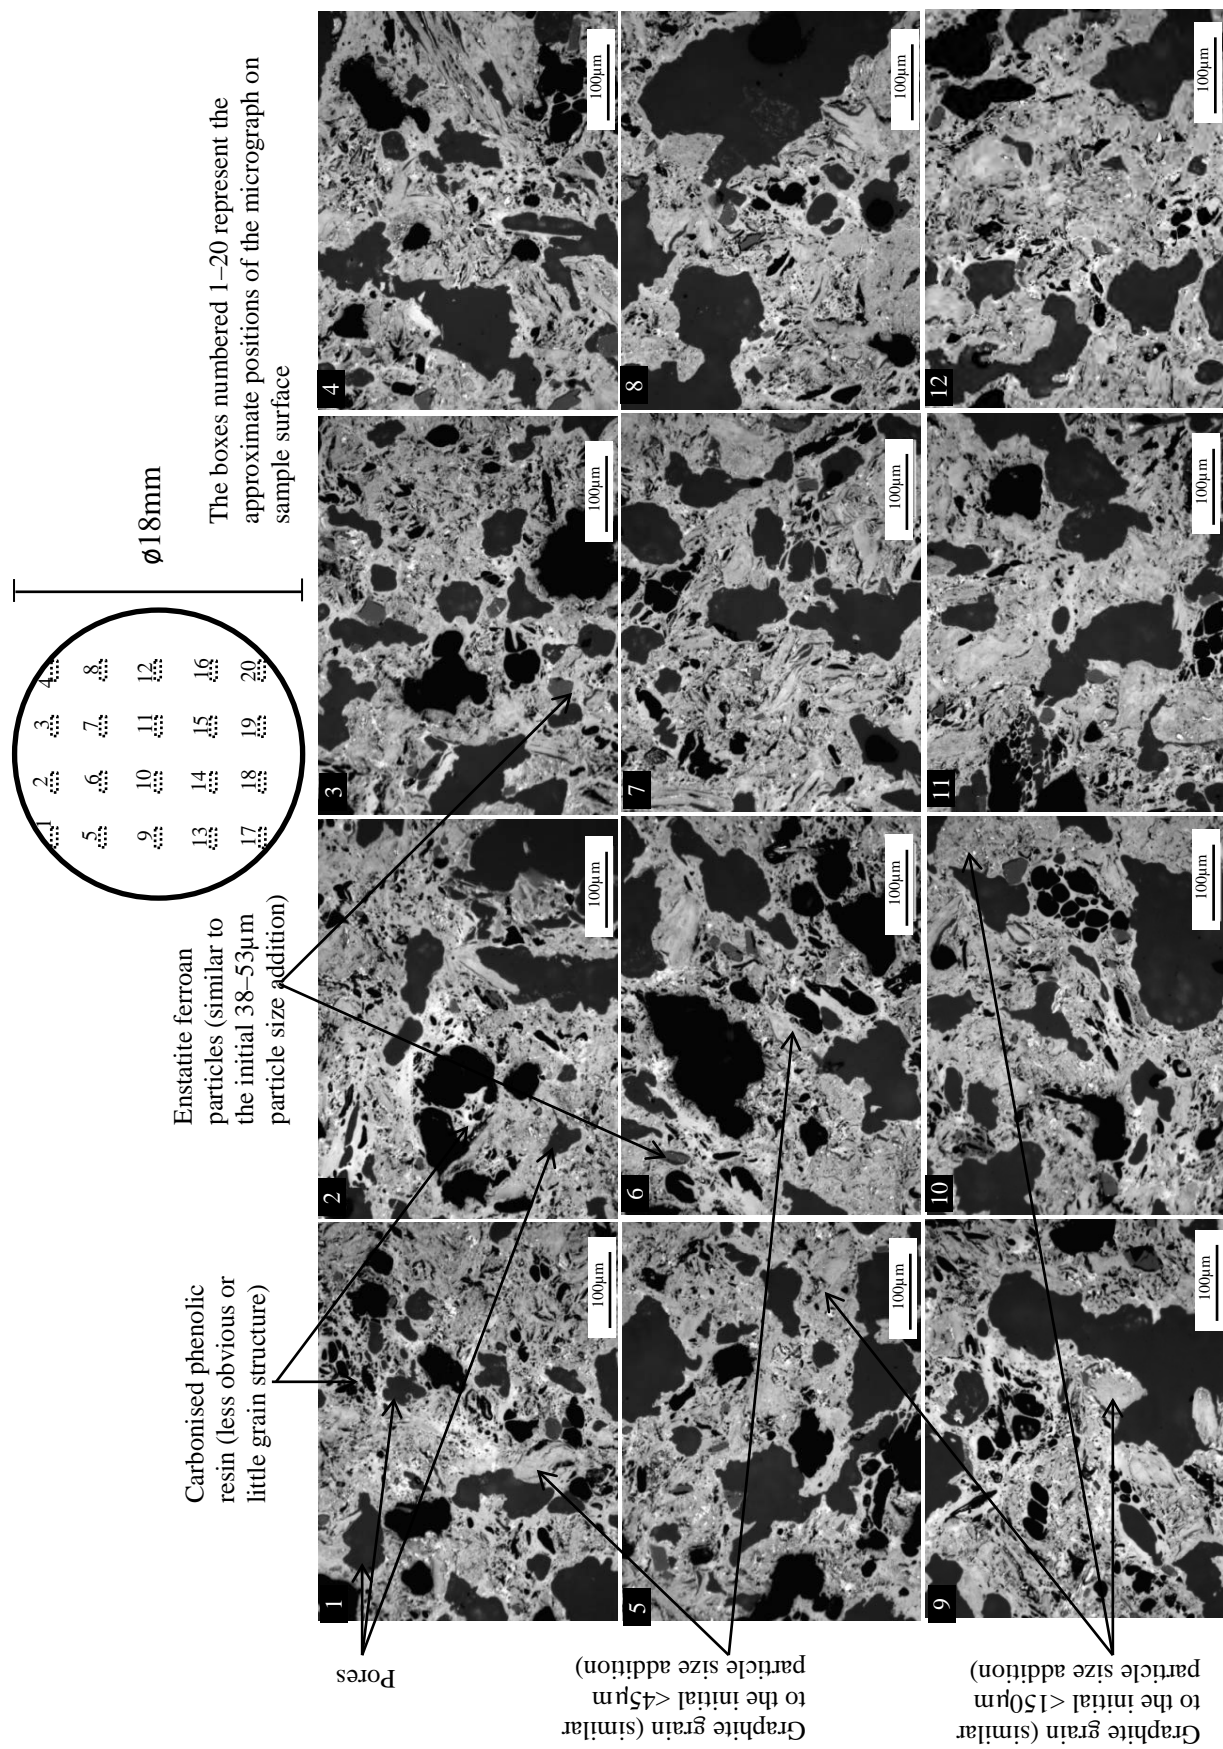 Carbonised phenolic
resin (less obvious or
little grain structure)
Enstatite ferroan
particles (similar to
the initial 38–53µm
particle size addition)
1 2 3 4
5 6 7 8
9 10 11 12
13 14 15 16
17 18 19 20
ø18mm
The boxes numbered 1–20 represent the
approximate positions of the micrograph on
sample surface
Pores
1
100µm
2
100µm
3
100µm
4
100µm
Graphite grain (similar
to the initial <45µm
particle size addition)
5
100µm
6
100µm
7
100µm
8
100µm
Graphite grain (similar
to the initial <150µm
particle size addition)
9
100µm
10
100µm
11
100µm
12
100µm